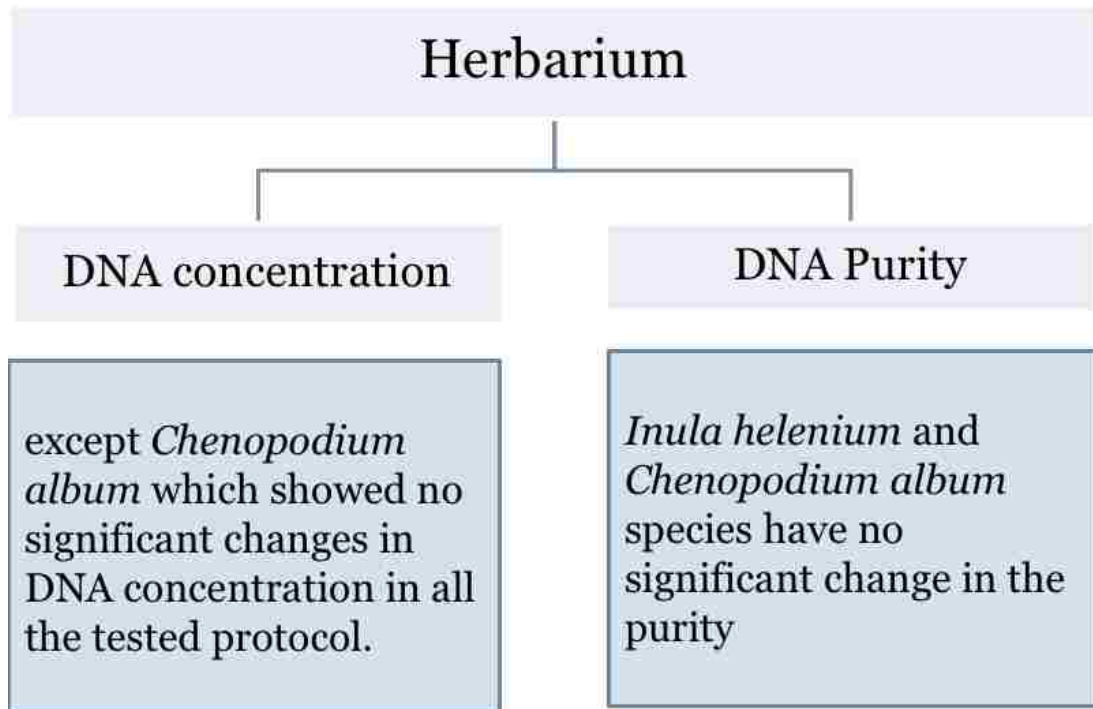 Herbarium
DNA concentration
except Chenopodium
album which showed no
significant changes in
DNA concentration in all
the tested protocol.
DNA Purity
Inula helenium and
Chenopodium album
species have no
significant change in the
purity